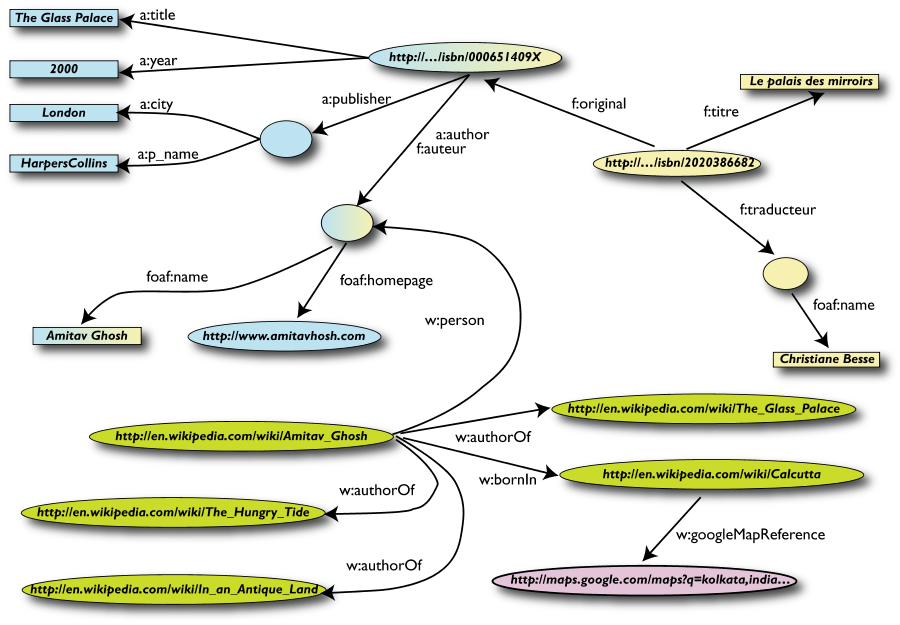 The Glass Palace
a:title
http://…/isbn/000651409X
2000
a:year
Le palais des mirroirs
London
a:city
a:publisher
f:original
f:titre
a:author
f:auteur
HarpersCollins
a:p_name
http://…/isbn/2020386682
f:traducteur
foaf:name
foaf:homepage
w:person
foaf:name
Amitav Ghosh
http://www.amitavhosh.com
Christiane Besse
http://en.wikipedia.com/wiki/Amitav_Ghosh
http://en.wikipedia.com/wiki/The_Glass_Palace
w:authorOf
w:bornIn
http://en.wikipedia.com/wiki/Calcutta
w:authorOf
http://en.wikipedia.com/wiki/The_Hungry_Tide
w:googleMapReference
w:authorOf
http://en.wikipedia.com/wiki/In_an_Antique_Land
http://maps.google.com/maps?q=kolkata,india…